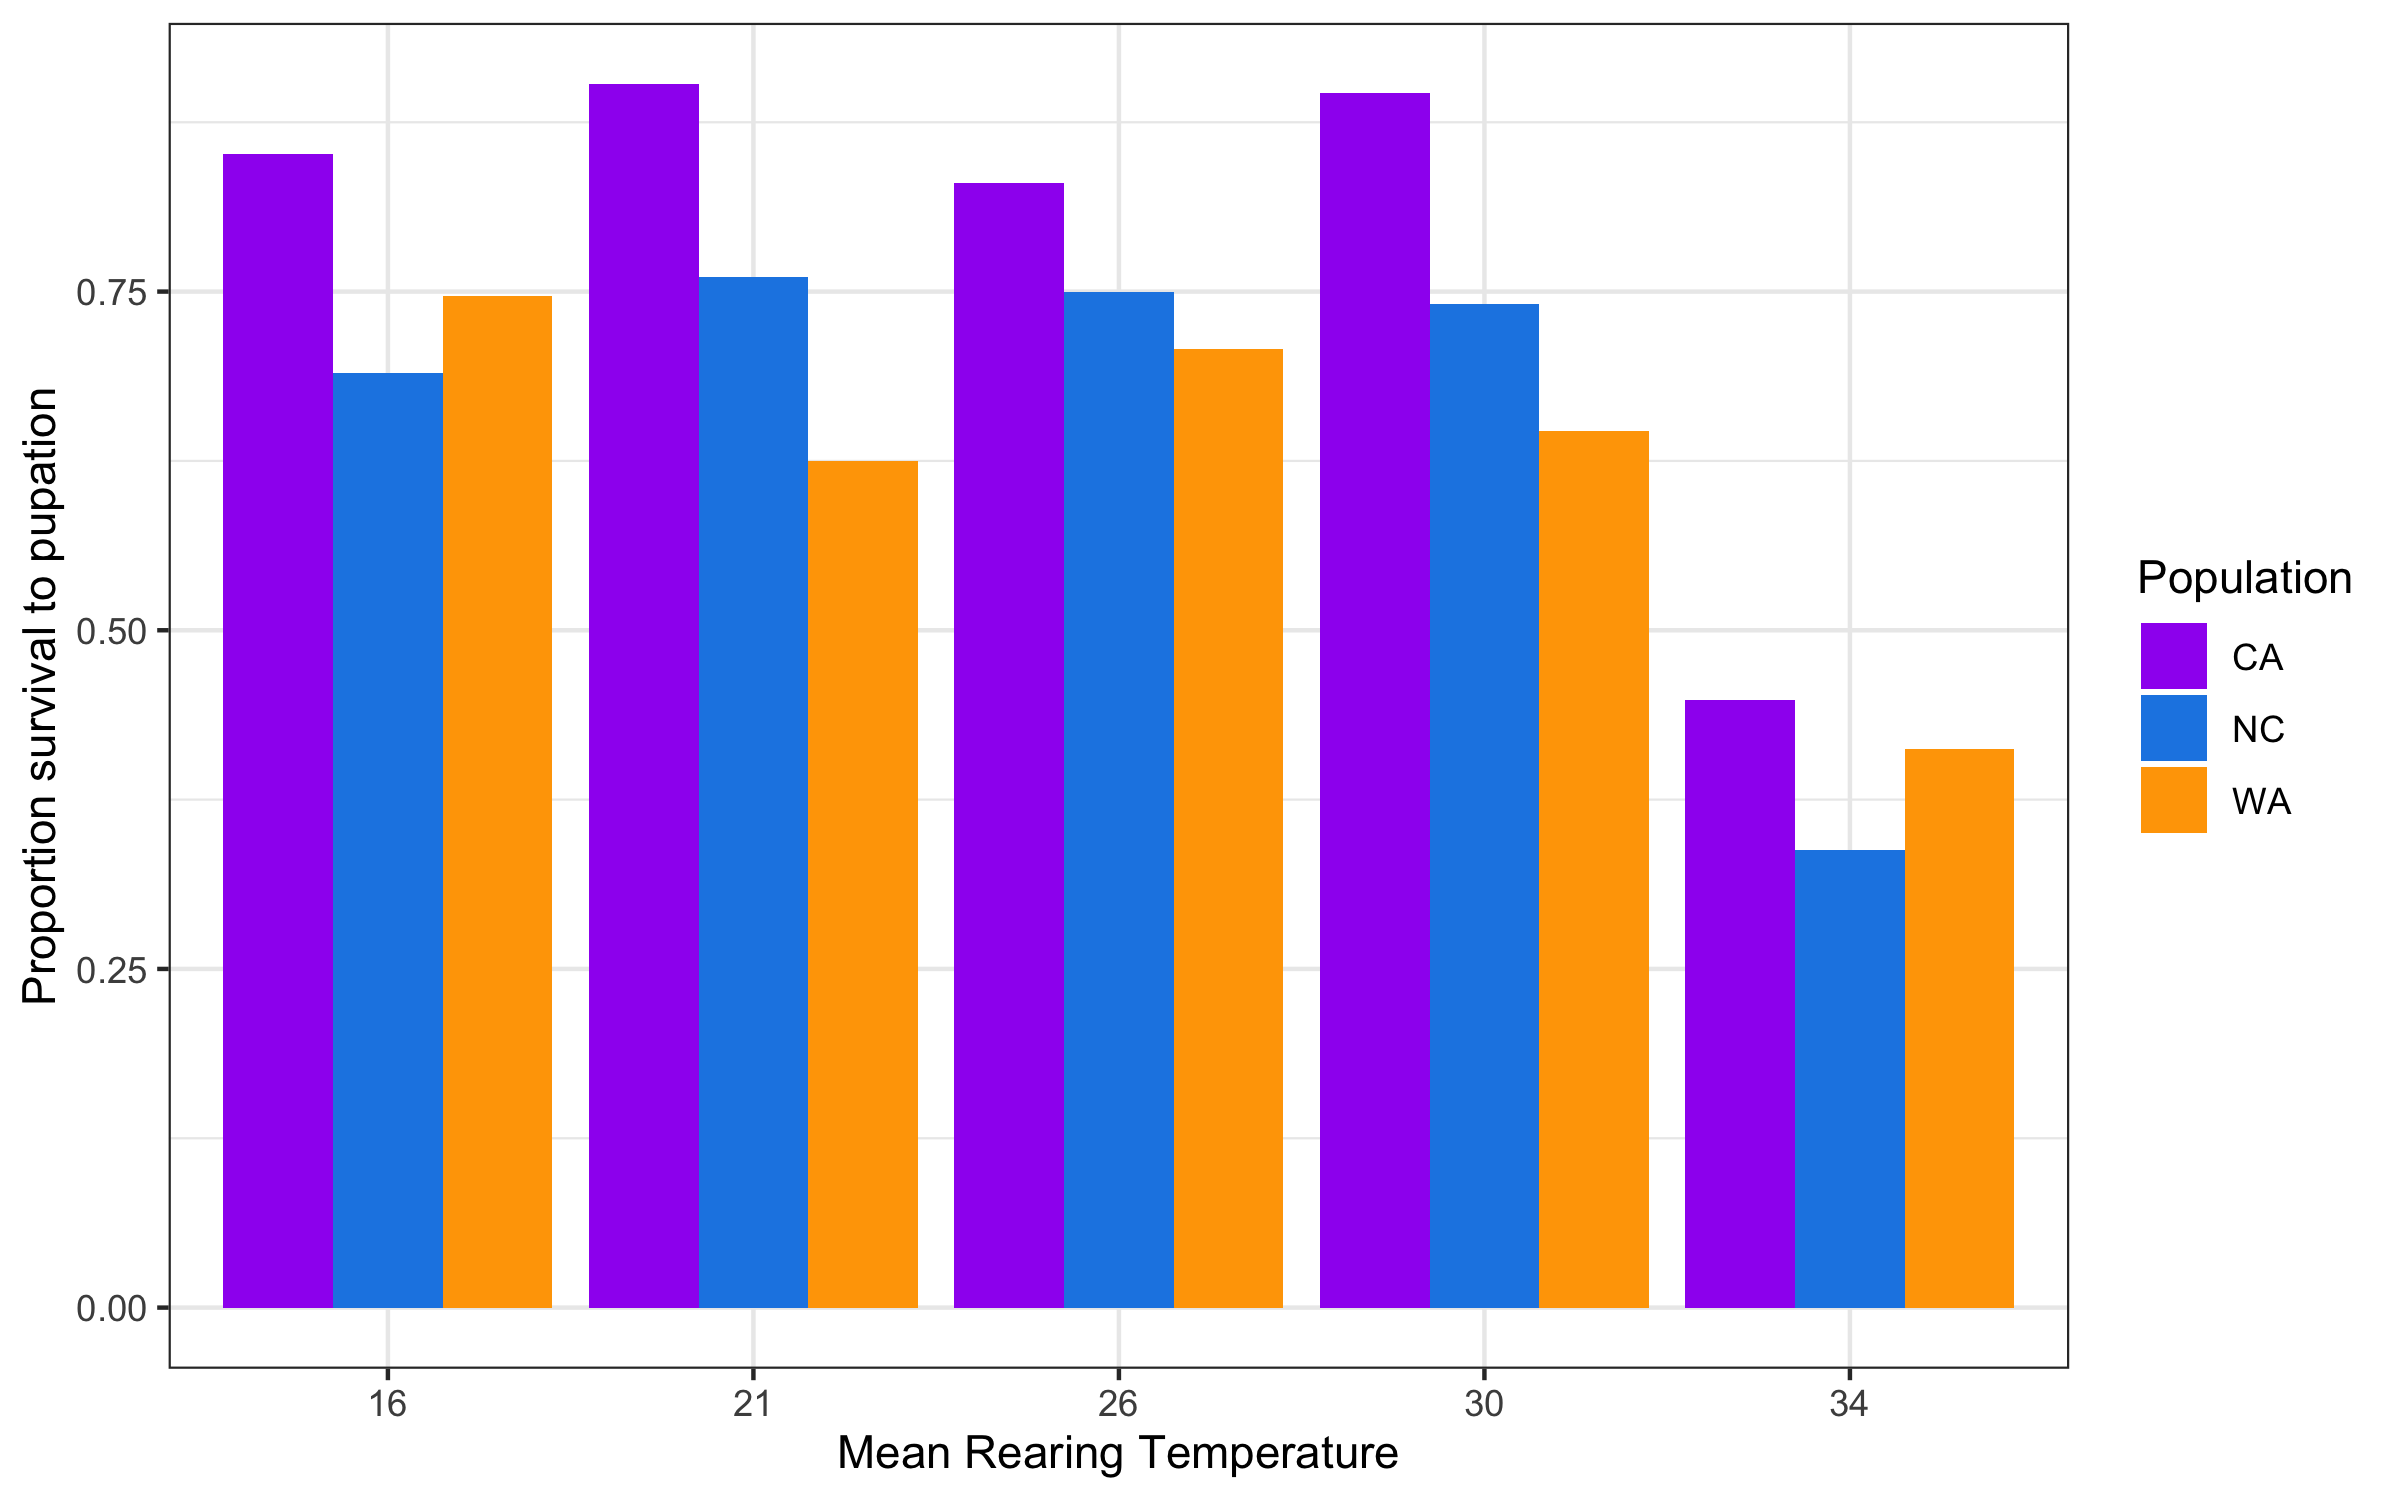 Proportion survival to pupation
0.75
0.50
0.25
0.00
16 21 26 30 34
Mean Rearing Temperature
Population
CA
NC
WA